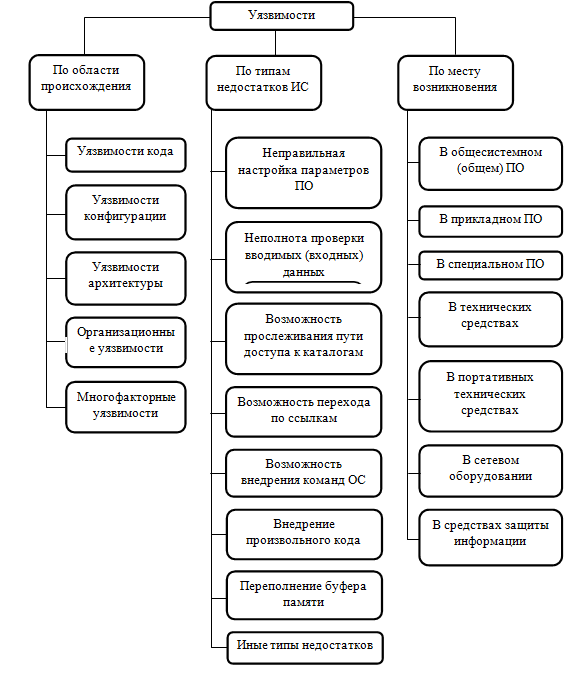 Уязвимости
По области
происхождения
Уязвимости кода
Уязвимости
конфигурации
Уязвимости
архитектуры
Организационны
е уязвимости
Многофакторные
уязвимости
По типам
недостатков ИС
Неправильная
настройка параметров
ПО
Неполнота проверки
вводимых (входных)
данных
Возможность
прослеживания пути
доступа к каталогам
Возможность перехода
по ссылкам
Возможность
внедрения команд ОС
Внедрение
произвольного кода
Переполнение буфера
памяти
Иные типы недостатков
По месту
возникновения
В общесистемном
(общем) ПО
В прикладном ПО
В специальном ПО
В технических
средствах
В портативных
технических
средствах
В сетевом
оборудовании
В средствах защиты
информации